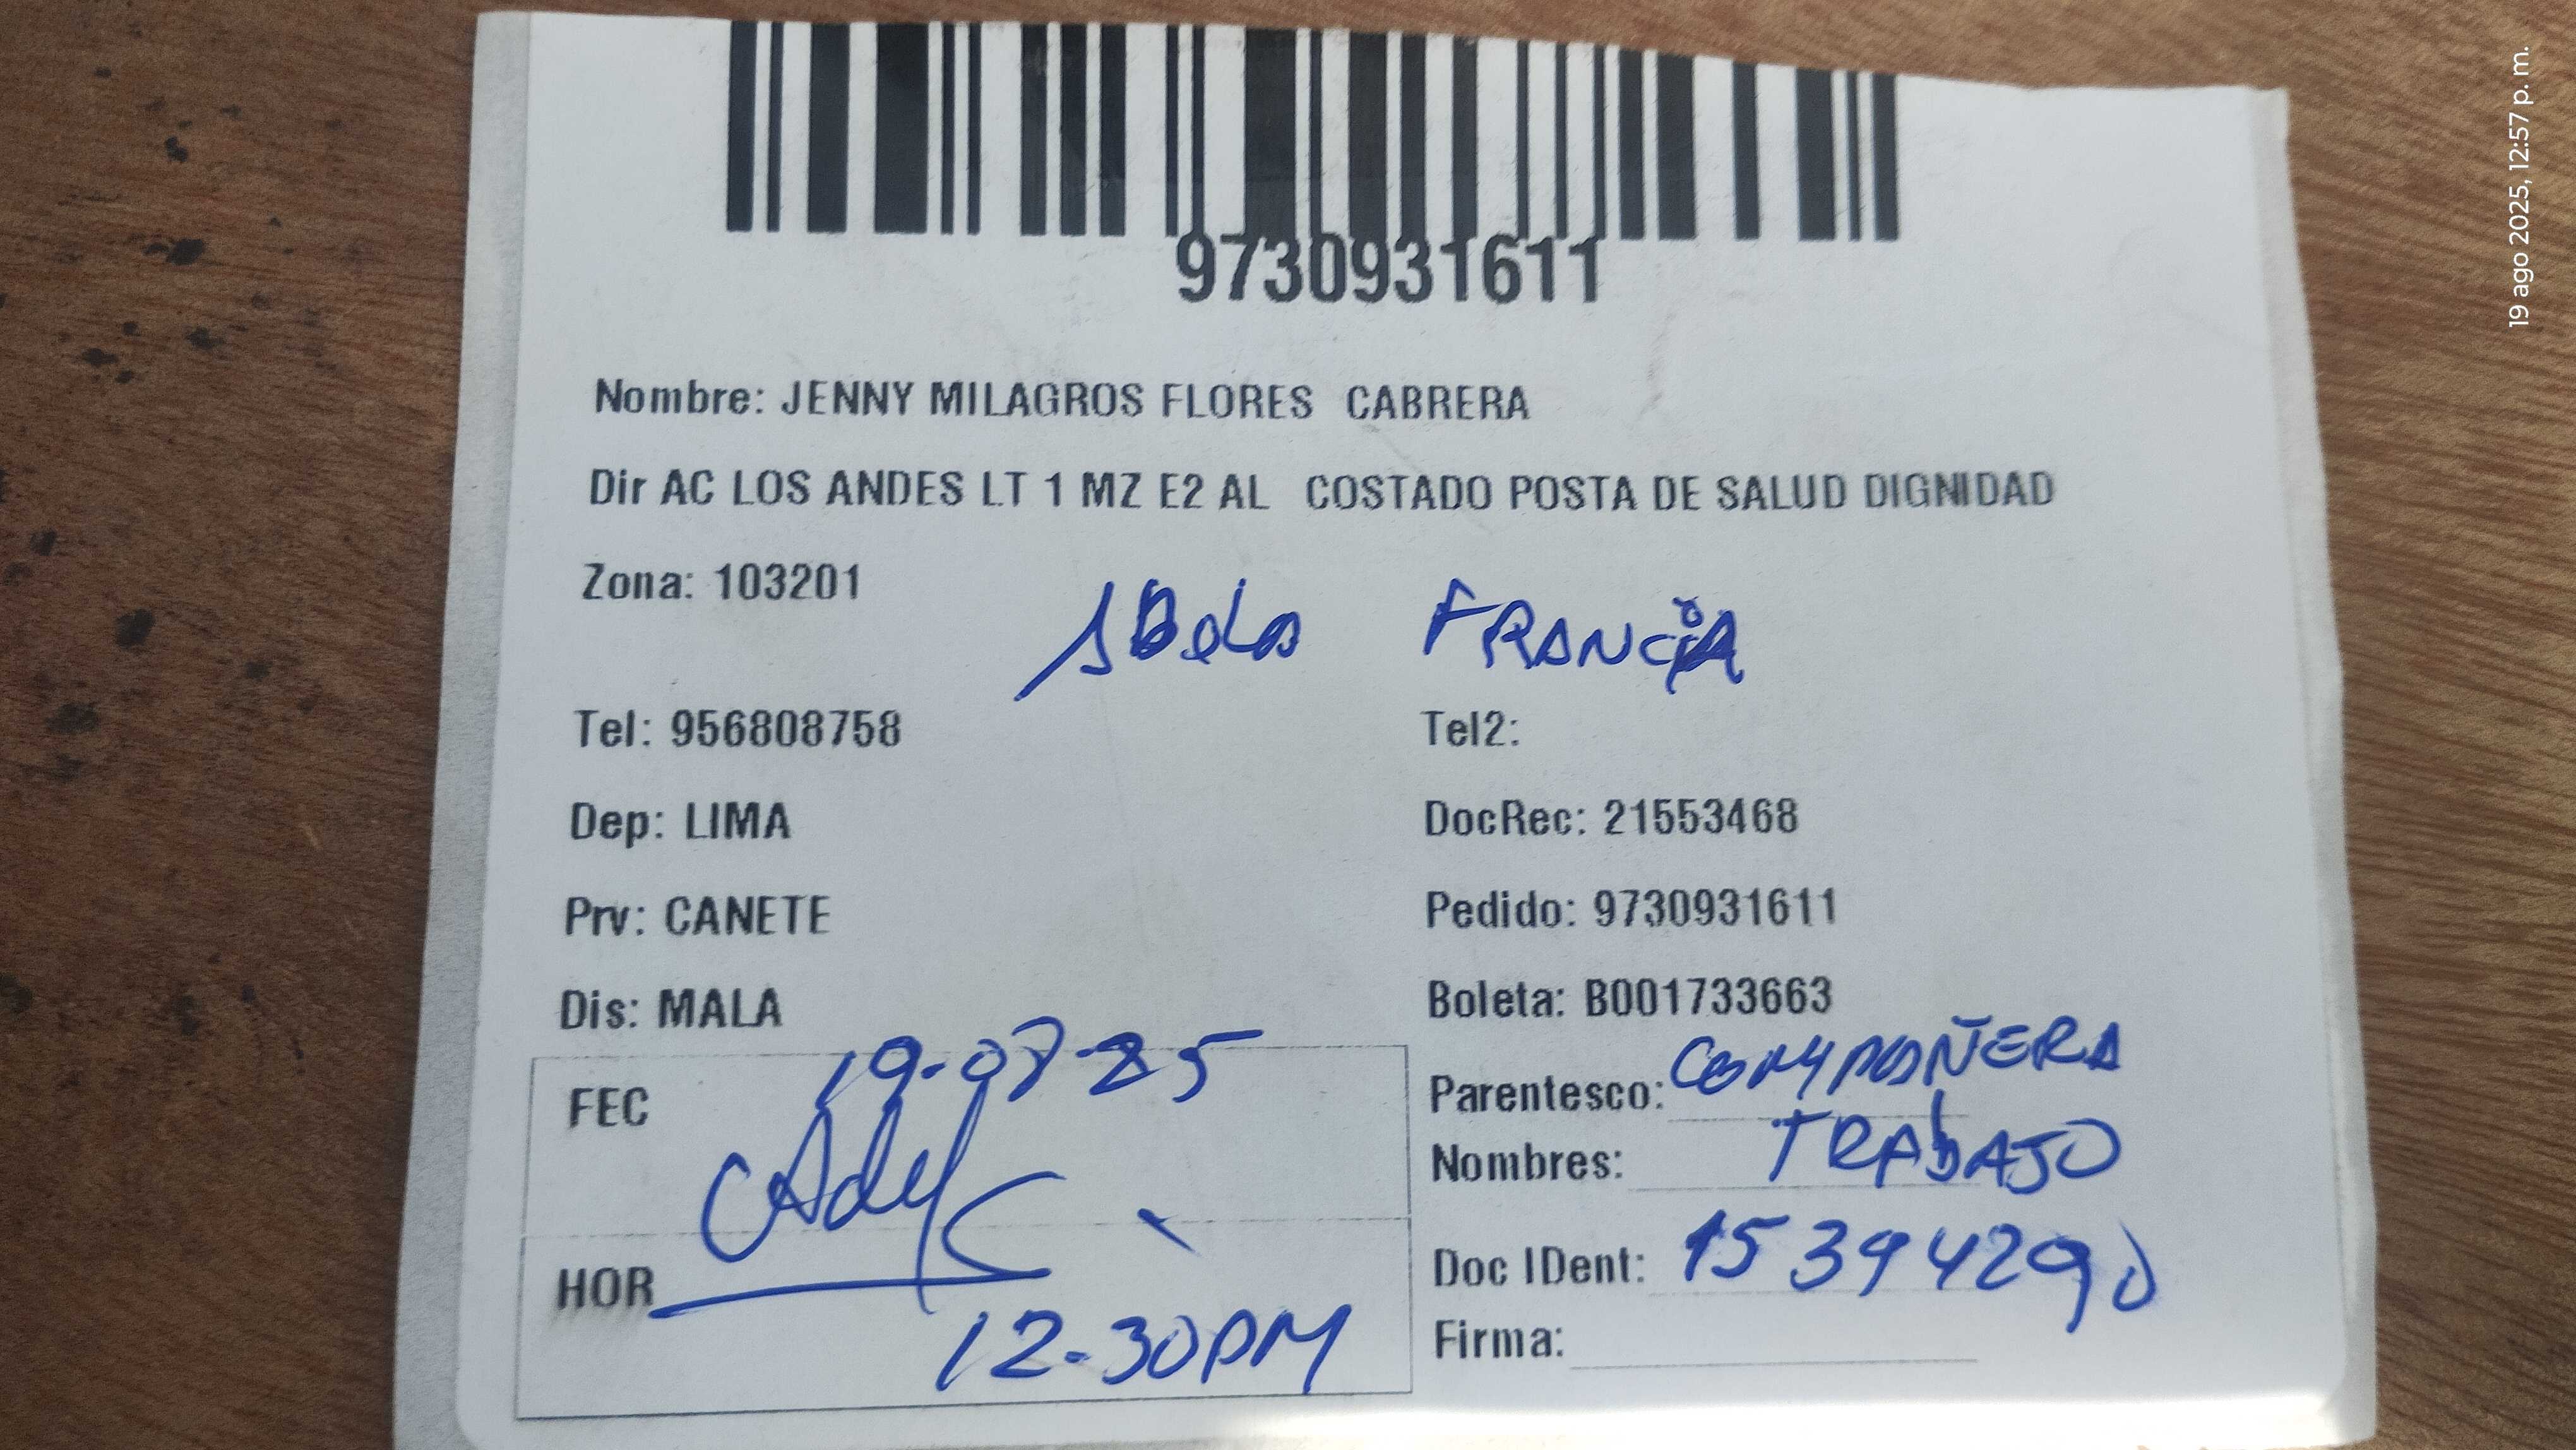 9730931611
Nombre: JENNY MILAGROS FLORES CABRERA
Dir AC LOS ANDES LT 1 MZ E2 AL COSTADO POSTA DE SALUD DIGNIDAD
Zona: 103201
FRANCIA
Tel: 956808758 Tel2:
Dep: LIMA DocRec: 21553468
Prv: CANETE Pedido: 9730931611
Dis: MALA Boleta: B001733663
FEC 19-08-25 Parentesco: COMPAÑERA
Nombres: TRABAJO
HOR 12-30PM Doc IDent: 15394290
Firma:
19 ago 2025, 12:57 p. m.